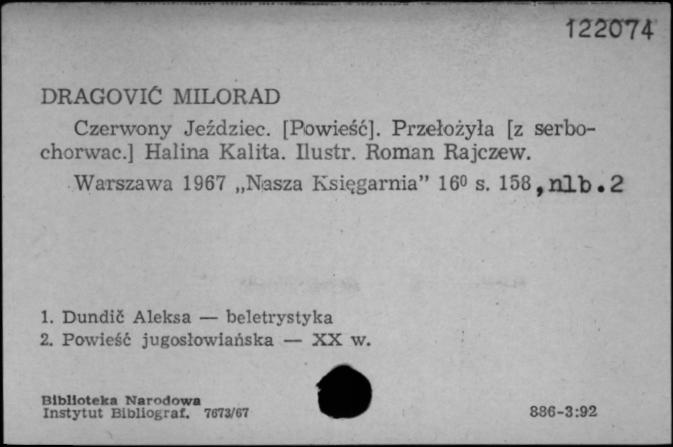 122074
DRAGOVIĆ MILORAD
Czerwony Jeździec. [Powieść]. Przełożyła [z serbo-
chorwac.] Halina Kalita. Ilustr. Roman Rajczew.
Warszawa 1967 „Nasza Księgarnia” 16⁰ s. 158, nlb. 2
1. Dundič Aleksa — beletrystyka
2. Powieść jugosłowiańska — XX w.
Biblioteka Narodowa
Instytut Bibliograf. 7673/67
886-3:92